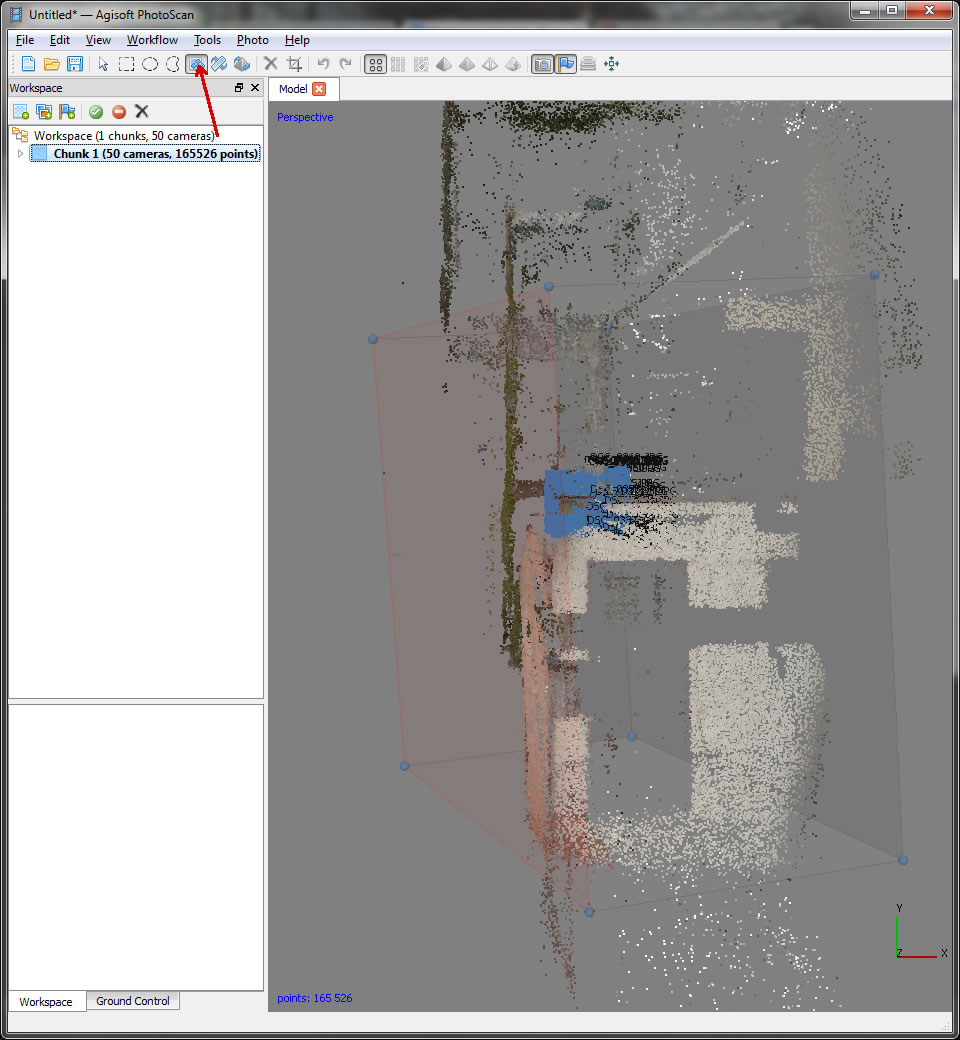 Untitled* — Agisoft PhotoScan
File Edit View Workflow Tools Photo Help
Workspace
Model
Perspective
Workspace (1 chunks, 50 cameras)
Chunk 1 (50 cameras, 165526 points)
Y
Z
X
points: 165 526
Workspace
Ground Control